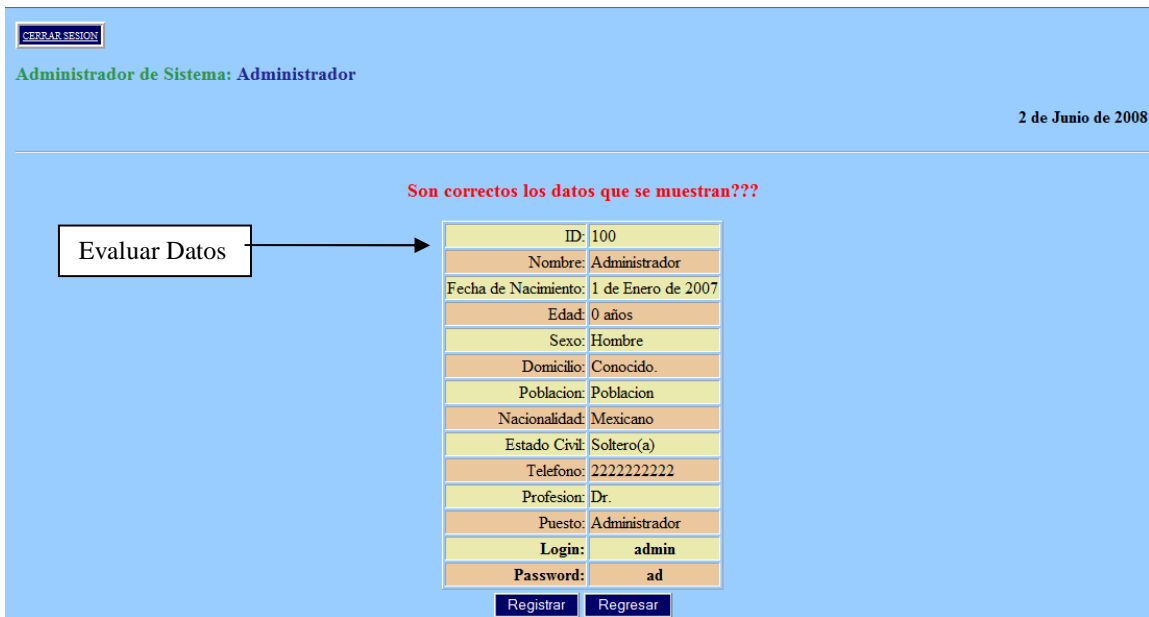 CERRAR SESION
Administrador de Sistema: Administrador
2 de Junio de 2008
Son correctos los datos que se muestran???
Evaluar Datos
ID: 100
Nombre: Administrador
Fecha de Nacimiento: 1 de Enero de 2007
Edad: 0 años
Sexo: Hombre
Domicilio: Conocido.
Poblacion: Poblacion
Nacionalidad: Mexicano
Estado Civil: Soltero(a)
Telefono: 2222222222
Profesion: Dr.
Puesto: Administrador
Login: admin
Password: ad
Registrar Regresar